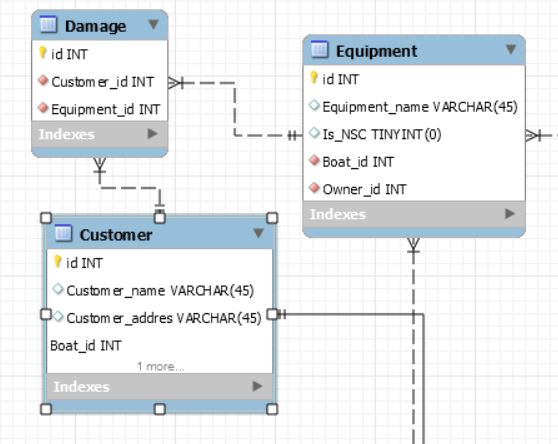 Damage
id INT
Customer_id INT
Equipment_id INT
Indexes
Equipment
id INT
Equipment_name VARCHAR(45)
Is_NSC TINYINT(0)
Boat_id INT
Owner_id INT
Indexes
Customer
id INT
Customer_name VARCHAR(45)
Customer_addres VARCHAR(45)
Boat_id INT
1 more...
Indexes